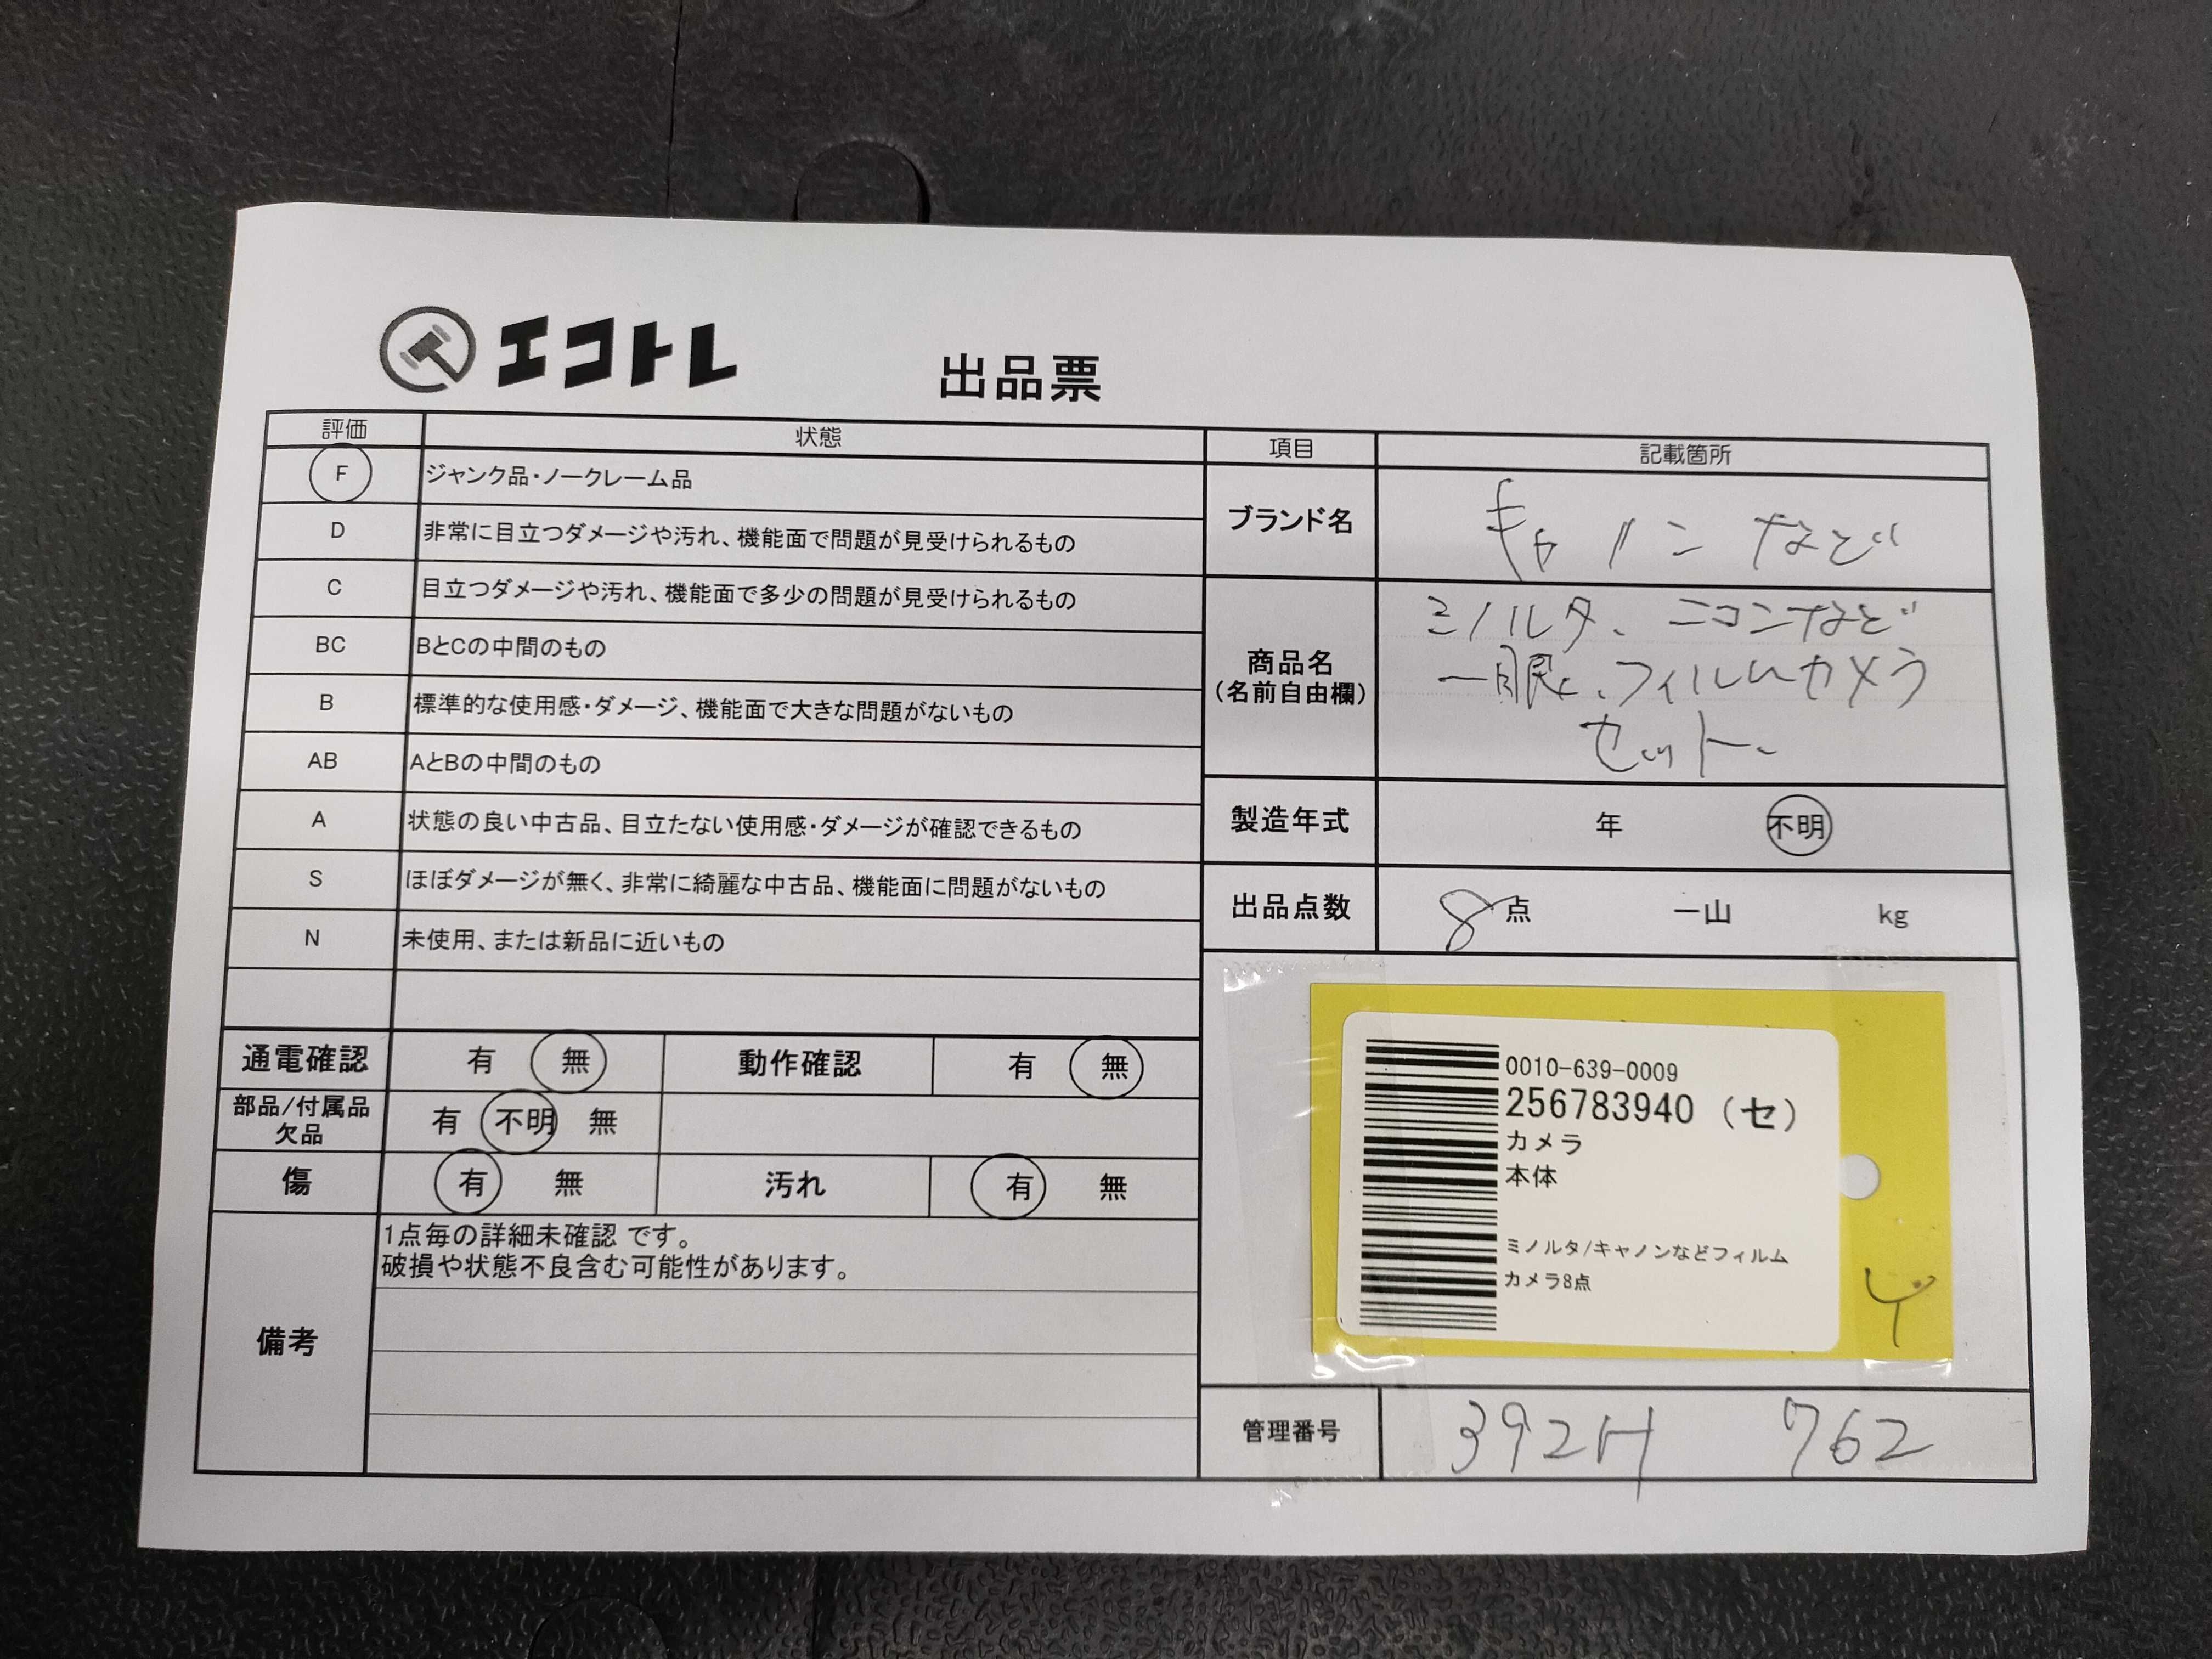 エコトレ
出品票
評価 状態
F ジャンク品・ノークレーム品
D 非常に目立つダメージや汚れ、機能面で問題が見受けられるもの
C 目立つダメージや汚れ、機能面で多少の問題が見受けられるもの
BC BとCの中間のもの
B 標準的な使用感・ダメージ、機能面で大きな問題がないもの
AB AとBの中間のもの
A 状態の良い中古品、目立たない使用感・ダメージが確認できるもの
S ほぼダメージが無く、非常に綺麗な中古品、機能面に問題がないもの
N 未使用、または新品に近いもの
通電確認 有 無 動作確認 有 無
部品/付属品
欠品
有 不明 無
傷 有 無 汚れ 有 無
備考
1点毎の詳細未確認 です。
破損や状態不良含む可能性があります。
項目 記載箇所
ブランド名 キャノン など
商品名
(名前自由欄)
ミノルタ、ニコンなど
一眼、フィルムカメラ
セット
製造年式 年 不明
出品点数 8点 一山 kg
0010-639-0009
256783940 (セ)
カメラ
本体
ミノルタ/キャノンなどフィルム
カメラ8点
管理番号 392H 762